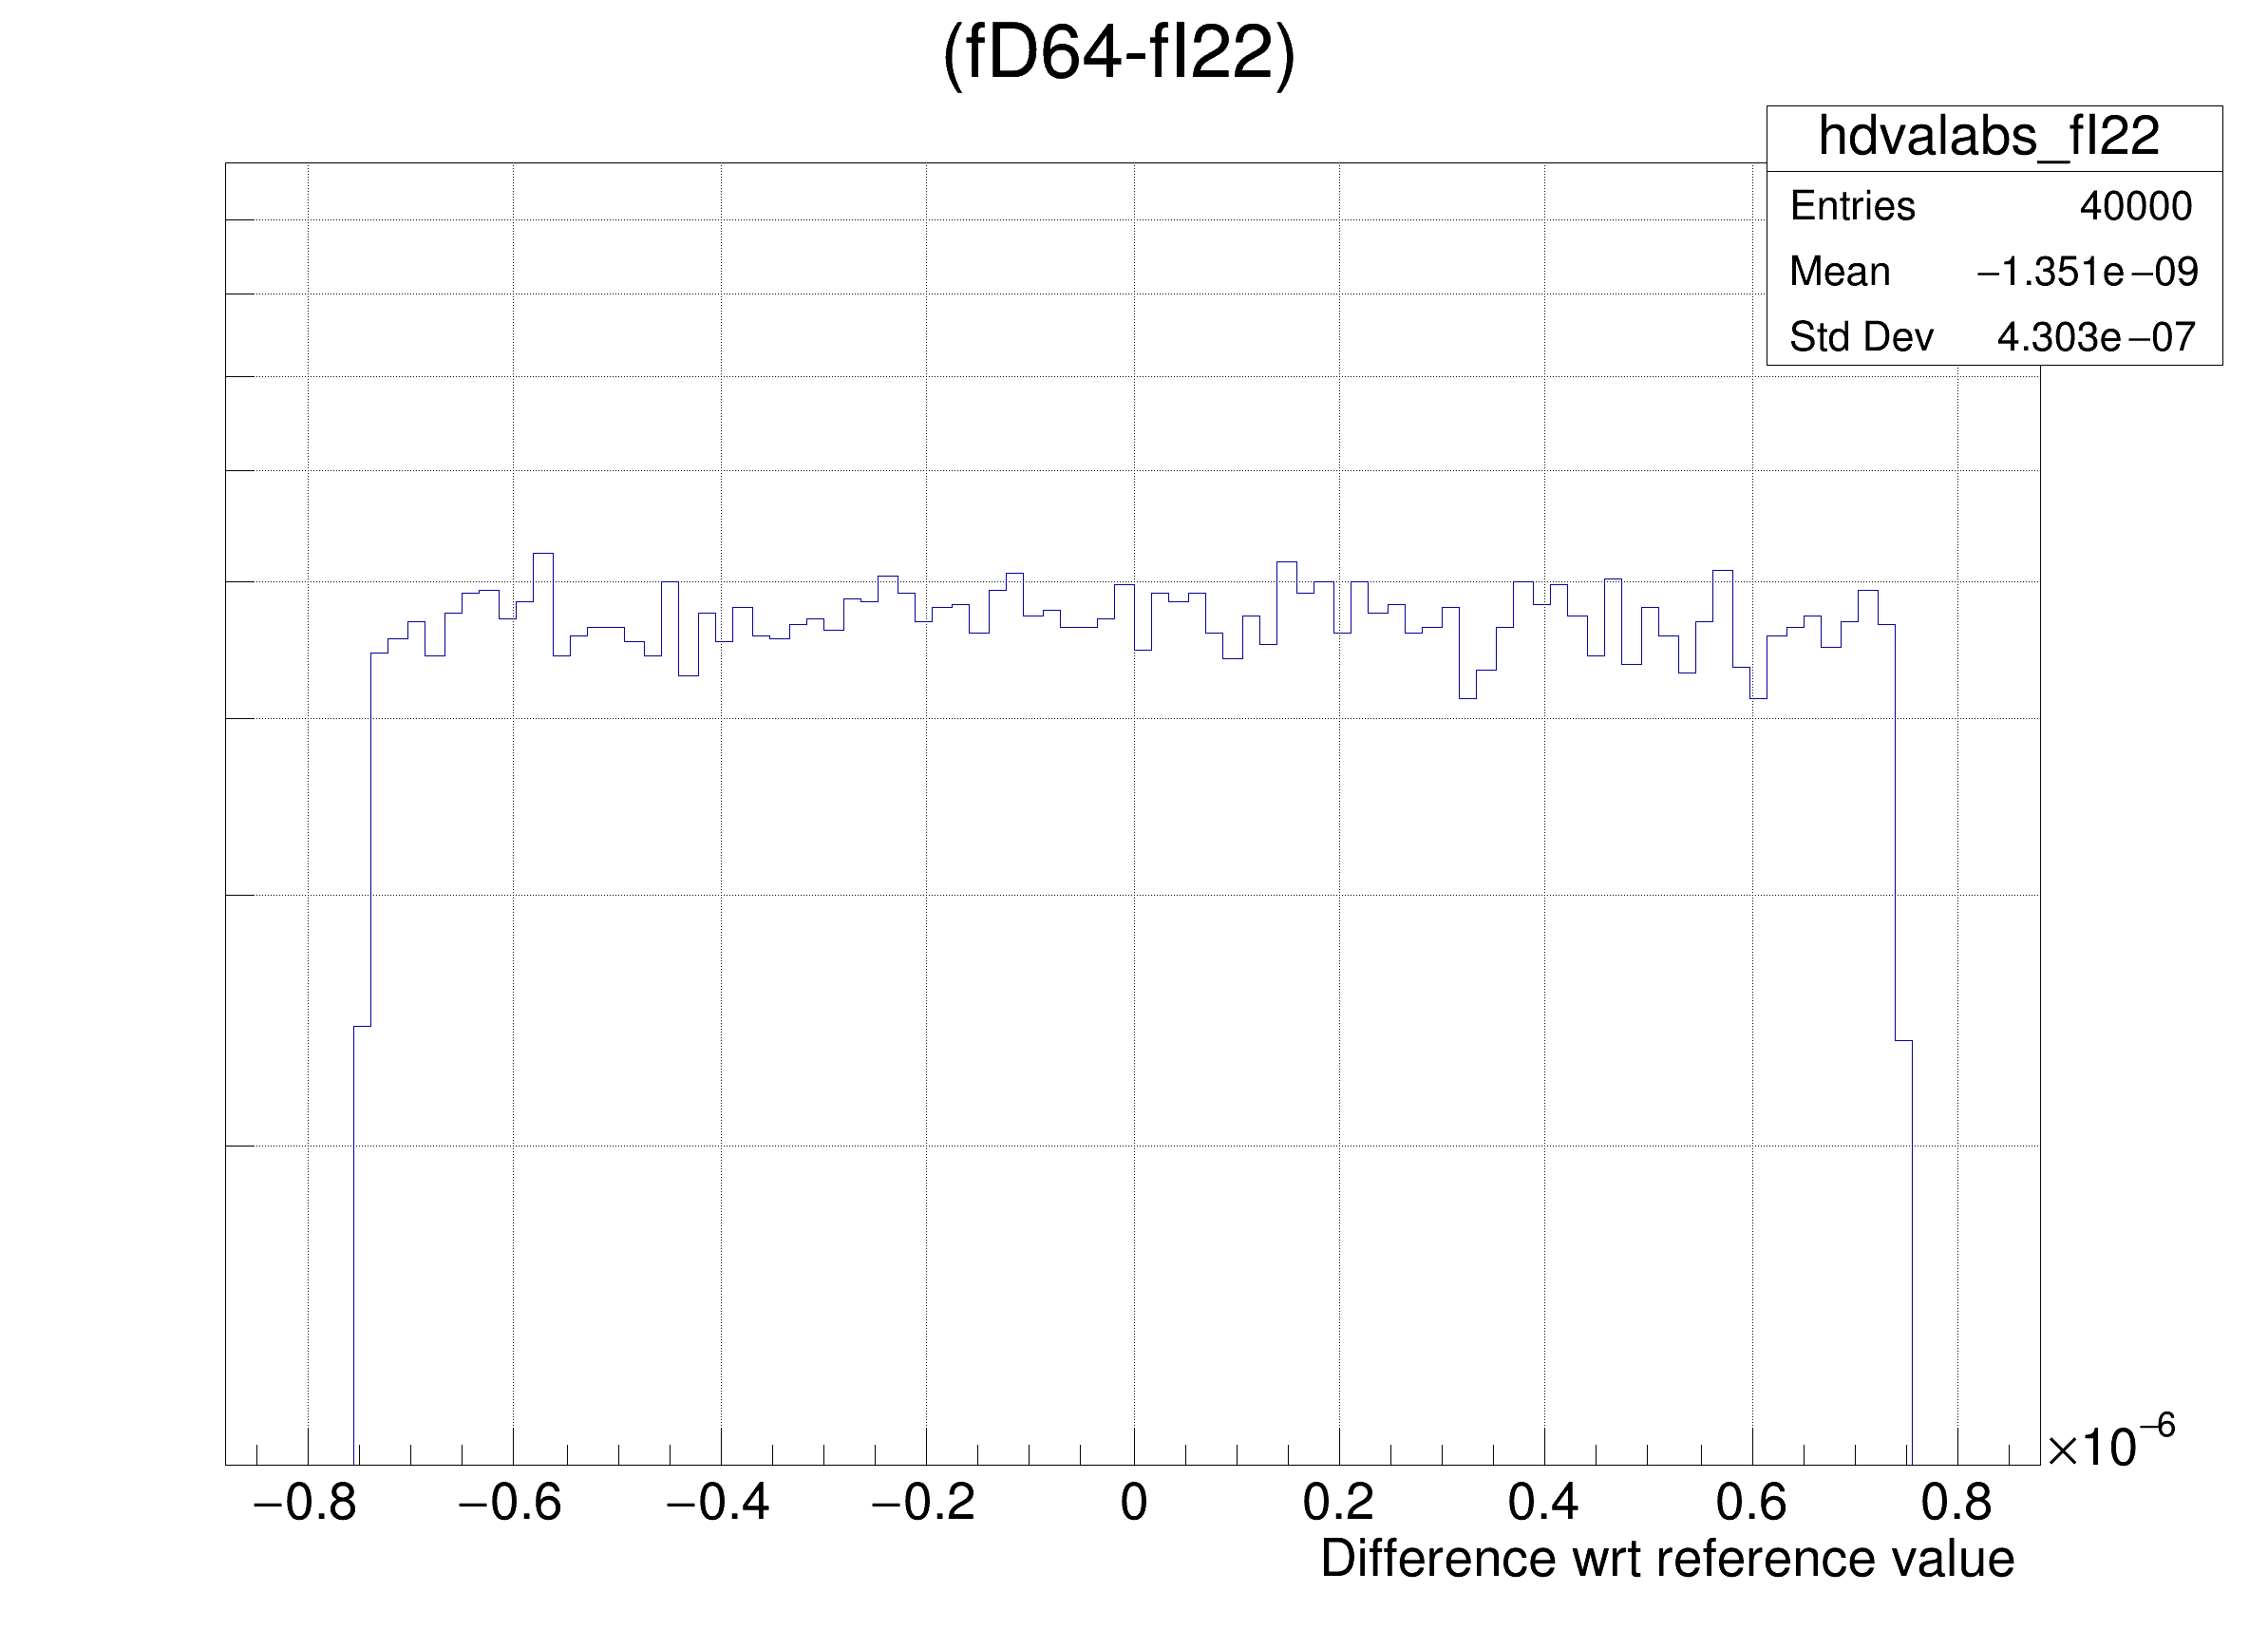 (fD64-fI22)
hdvalabs_fI22
Entries 40000
Mean −1.351e−09
Std Dev 4.303e−07
×10−6
−0.8 −0.6 −0.4 −0.2 0 0.2 0.4 0.6 0.8
Difference wrt reference value